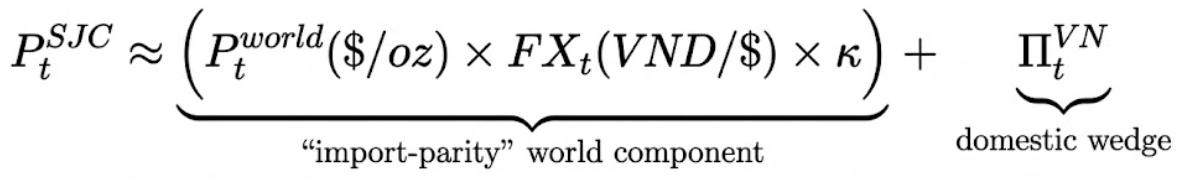 P_t^{SJC} ≈ (P_t^{world}($/oz) × FX_t(VND/$) × κ) + Π_t^{VN}
“import-parity” world component
domestic wedge